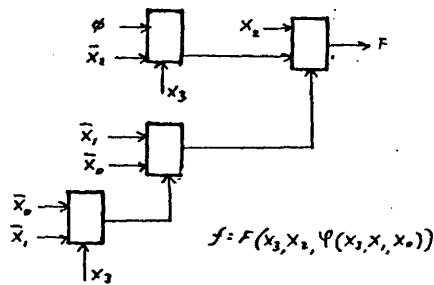 φ
x₂
F
x̄₂
x₃
x̄₁
x̄₀
x̄₀
x̄₁
x₃
f = F(x₃, x₂, φ(x₃, x₁, x₀))